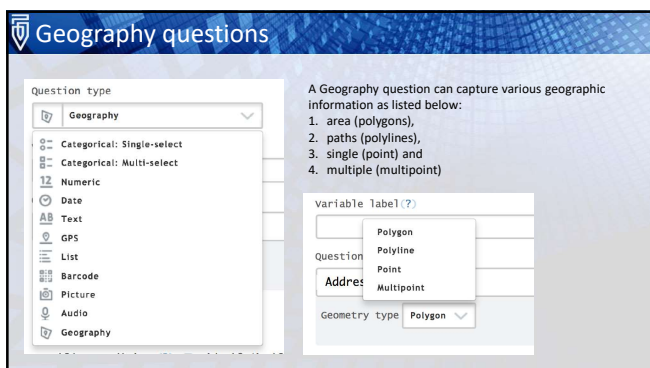 Geography questions
Question type
Geography
Categorical: Single-select
Categorical: Multi-select
12 Numeric
Date
AB Text
GPS
List
Barcode
Picture
Audio
Geography
A Geography question can capture various geographic
information as listed below:
1. area (polygons),
2. paths (polylines),
3. single (point) and
4. multiple (multipoint)
Variable label(?)
Polygon
Polyline
Question
Point
Addres
Multipoint
Geometry type Polygon